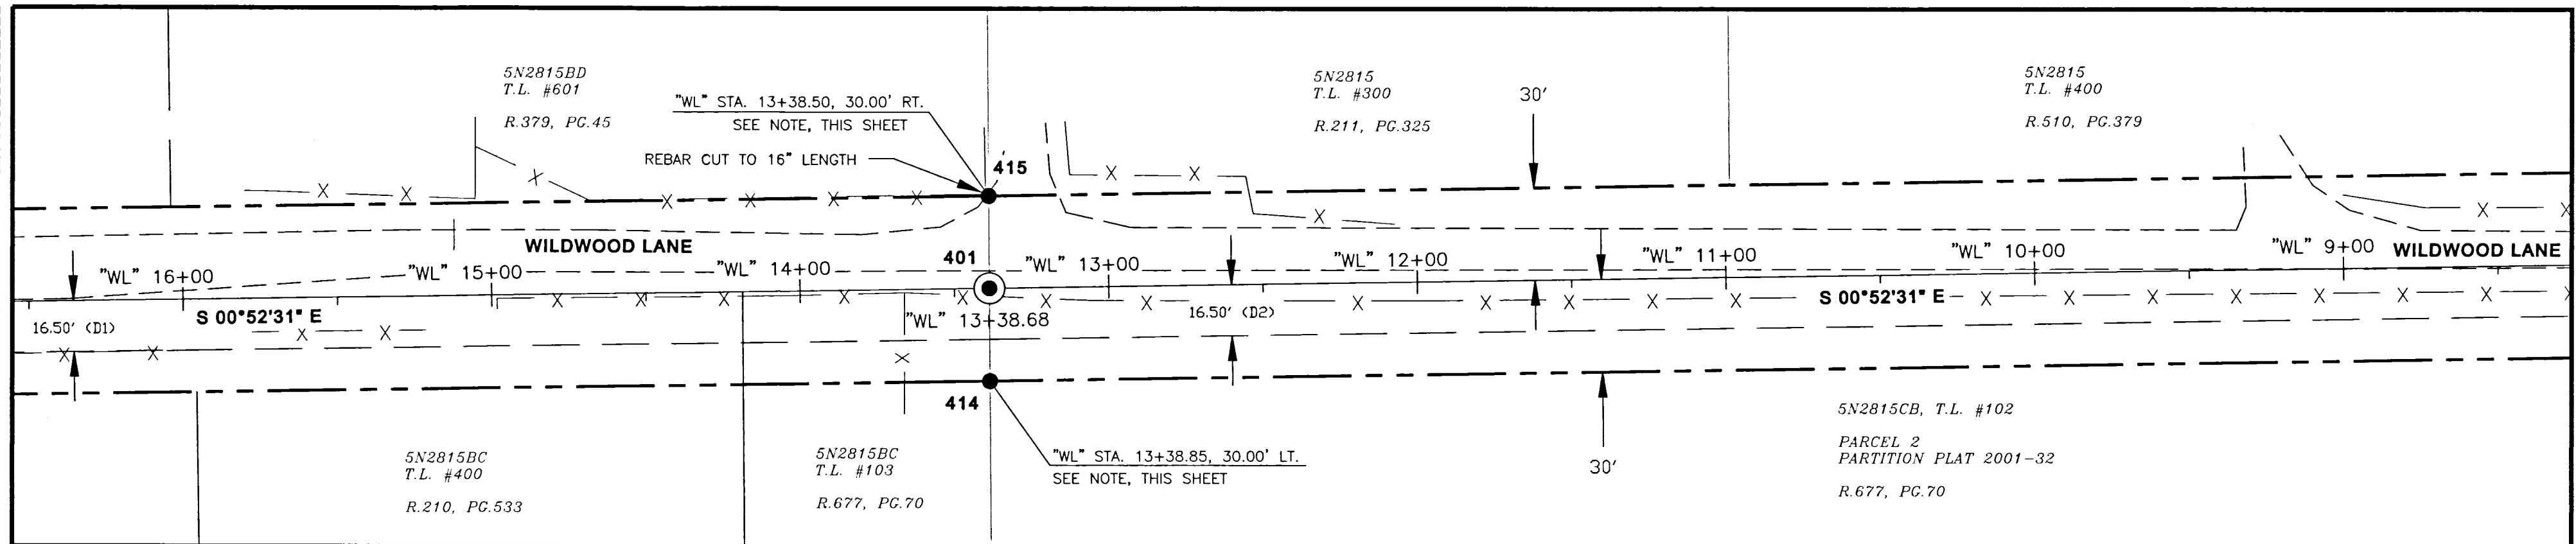 5N2815BD
T.L. #601
R.379, PG.45
"WL" STA. 13+38.50, 30.00' RT.
SEE NOTE, THIS SHEET
REBAR CUT TO 16" LENGTH
415
5N2815
T.L. #300
R.211, PG.325
30'
5N2815
T.L. #400
R.510, PG.379
WILDWOOD LANE
401
"WL" 16+00
"WL" 15+00
"WL" 14+00
"WL" 13+00
"WL" 12+00
"WL" 11+00
"WL" 10+00
"WL" 9+00
WILDWOOD LANE
16.50' (D1)
S 00°52'31" E
"WL" 13+38.68
16.50' (D2)
S 00°52'31" E
414
5N2815BC
T.L. #400
R.210, PG.533
5N2815BC
T.L. #103
R.677, PG.70
"WL" STA. 13+38.85, 30.00' LT.
SEE NOTE, THIS SHEET
30'
5N2815CB, T.L. #102
PARCEL 2
PARTITION PLAT 2001-32
R.677, PG.70